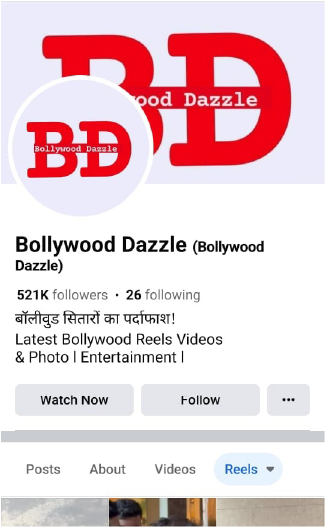 BD
ood Dazzle
BD
Bollywood Dazzle
Bollywood Dazzle (Bollywood
Dazzle)
521K followers • 26 following
बॉलीवुड सितारों का पर्दाफाश!
Latest Bollywood Reels Videos
& Photo l Entertainment l
Watch Now
Follow
•••
Posts
About
Videos
Reels